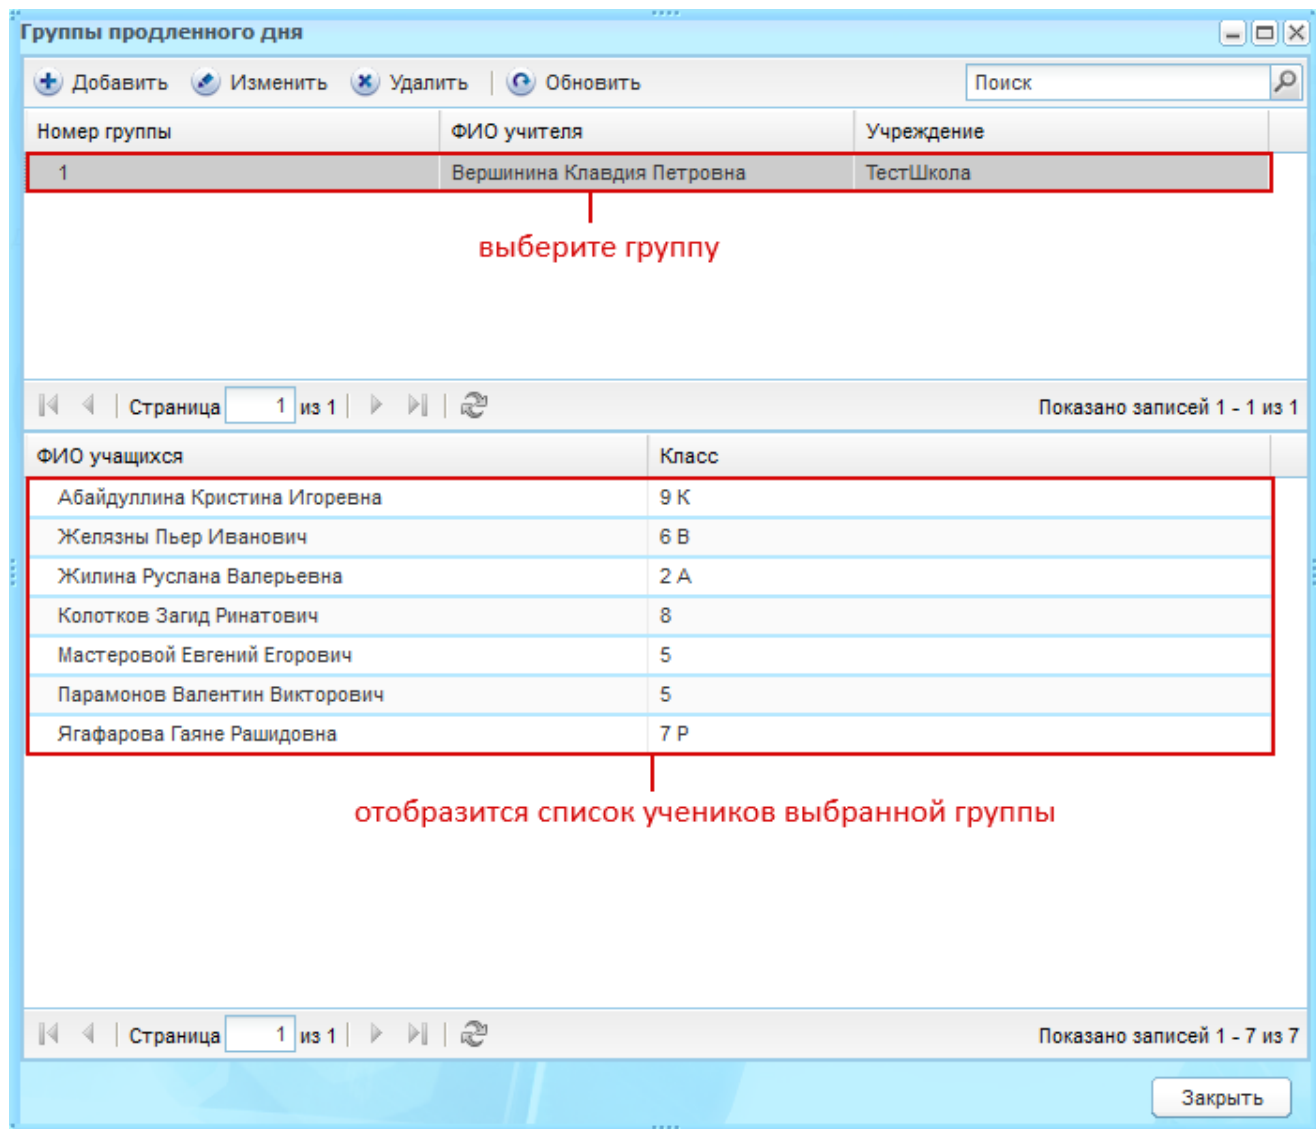 Группы продленного дня
Добавить Изменить Удалить Обновить Поиск
Номер группы ФИО учителя Учреждение
1 Вершинина Клавдия Петровна ТестШкола
выберите группу
Страница 1 из 1 Показано записей 1 - 1 из 1
ФИО учащихся Класс
Абайдуллина Кристина Игоревна 9 К
Желязны Пьер Иванович 6 В
Жилина Руслана Валерьевна 2 А
Колотков Загид Ринатович 8
Мастеровой Евгений Егорович 5
Парамонов Валентин Викторович 5
Ягафарова Гаяне Рашидовна 7 Р
отобразится список учеников выбранной группы
Страница 1 из 1 Показано записей 1 - 7 из 7
Закрыть